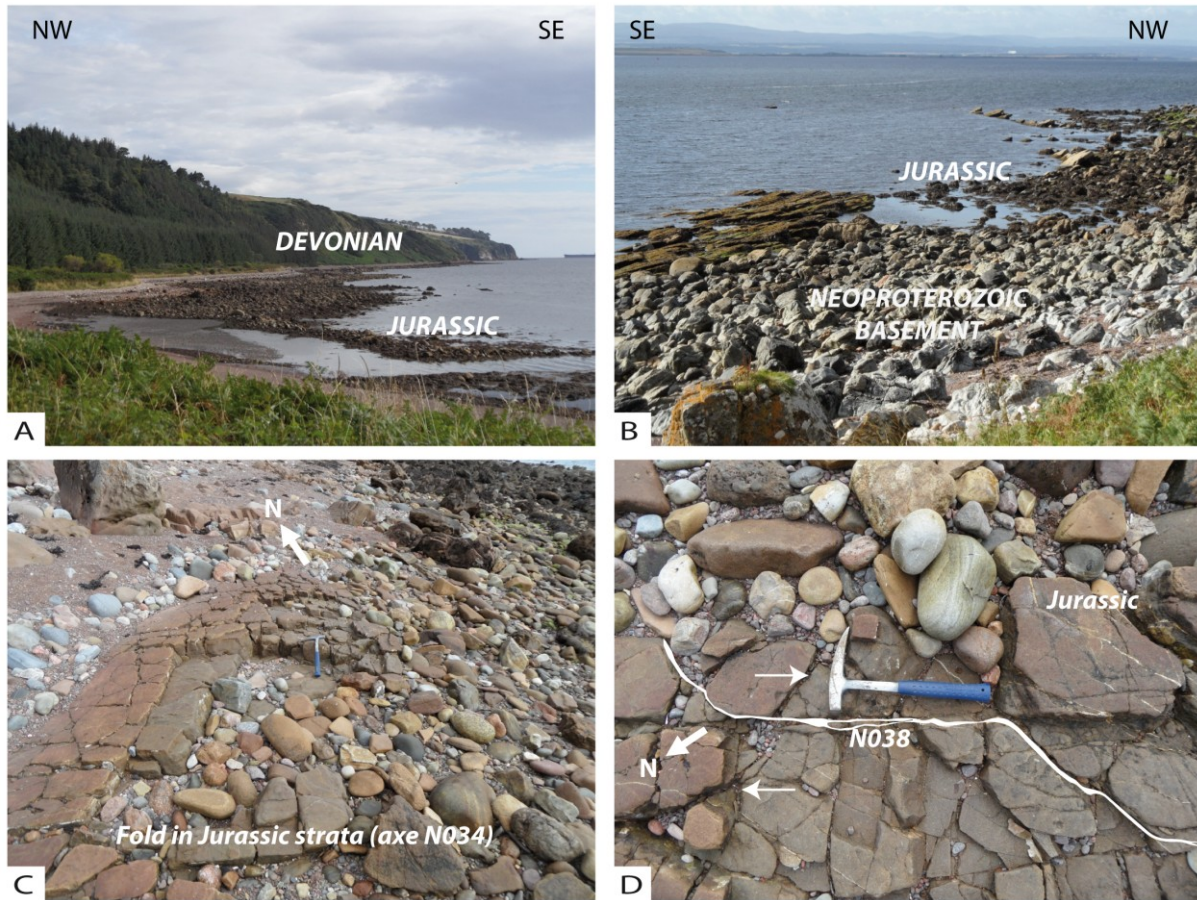 NW
SE
DEVONIAN
JURASSIC
A
SE
NW
JURASSIC
NEOPROTEROZOIC
BASEMENT
B
N
Fold in Jurassic strata (axe N034)
C
Jurassic
N038
N
D